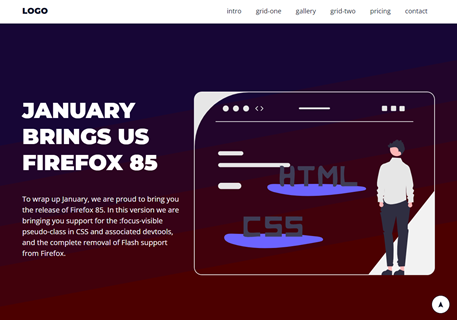 LOGO
intro grid-one gallery grid-two pricing contact
JANUARY
BRINGS US
FIREFOX 85
To wrap up January, we are proud to bring you
the release of Firefox 85. In this version we are
bringing you support for the :focus-visible
pseudo-class in CSS and associated devtools,
and the complete removal of Flash support
from Firefox.
HTML
CSS